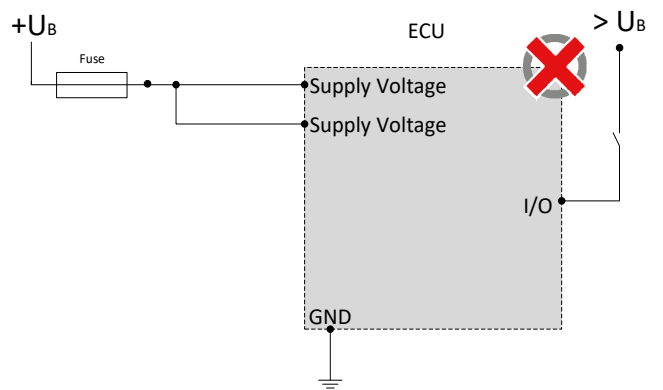 +UB
ECU
> UB
Fuse
Supply Voltage
Supply Voltage
I/O
GND